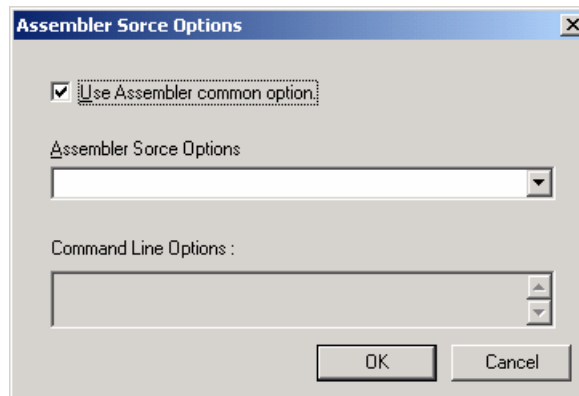 Assembler Sorce Options
Use Assembler common option.
Assembler Sorce Options
Command Line Options :
OK
Cancel